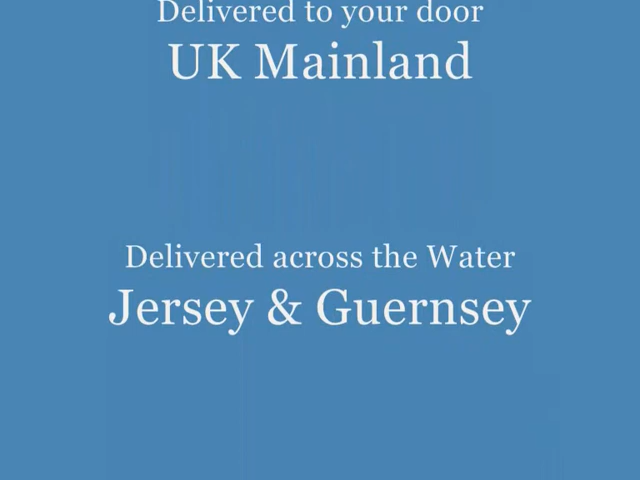 Delivered to your door
UK Mainland
Delivered across the Water
Jersey & Guernsey